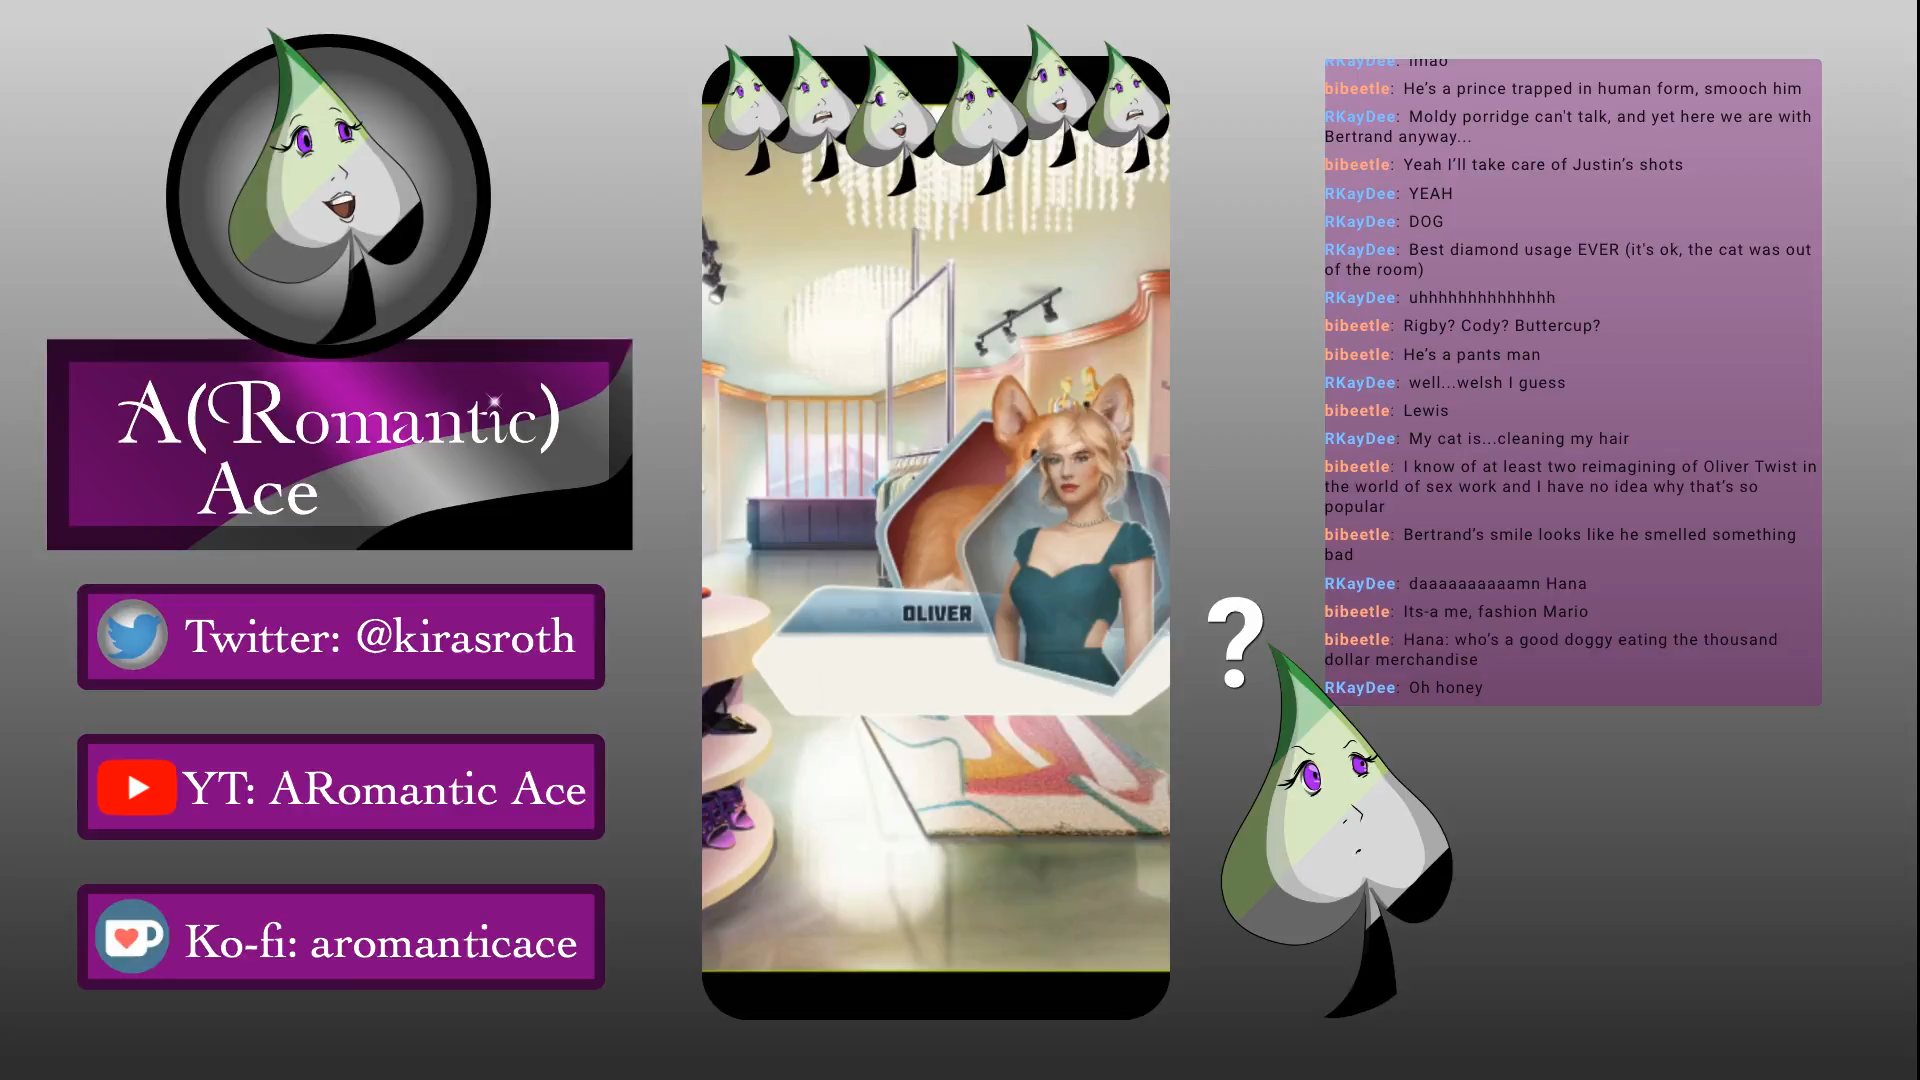 A(Romantic)
Ace
Twitter: @kirasroth
YT: ARomantic Ace
Ko-fi: aromanticace
OLIVER
?
RKayDee: lmao
bibeetle: He's a prince trapped in human form, smooch him
RKayDee: Moldy porridge can't talk, and yet here we are with
Bertrand anyway...
bibeetle: Yeah I'll take care of Justin's shots
RKayDee: YEAH
RKayDee: DOG
RKayDee: Best diamond usage EVER (it's ok, the cat was out
of the room)
RKayDee: uhhhhhhhhhhhhhh
bibeetle: Rigby? Cody? Buttercup?
bibeetle: He's a pants man
RKayDee: well...welsh I guess
bibeetle: Lewis
RKayDee: My cat is...cleaning my hair
bibeetle: I know of at least two reimagining of Oliver Twist in
the world of sex work and I have no idea why that's so
popular
bibeetle: Bertrand's smile looks like he smelled something
bad
RKayDee: daaaaaaaaaamn Hana
bibeetle: Its-a me, fashion Mario
bibeetle: Hana: who's a good doggy eating the thousand
dollar merchandise
RKayDee: Oh honey